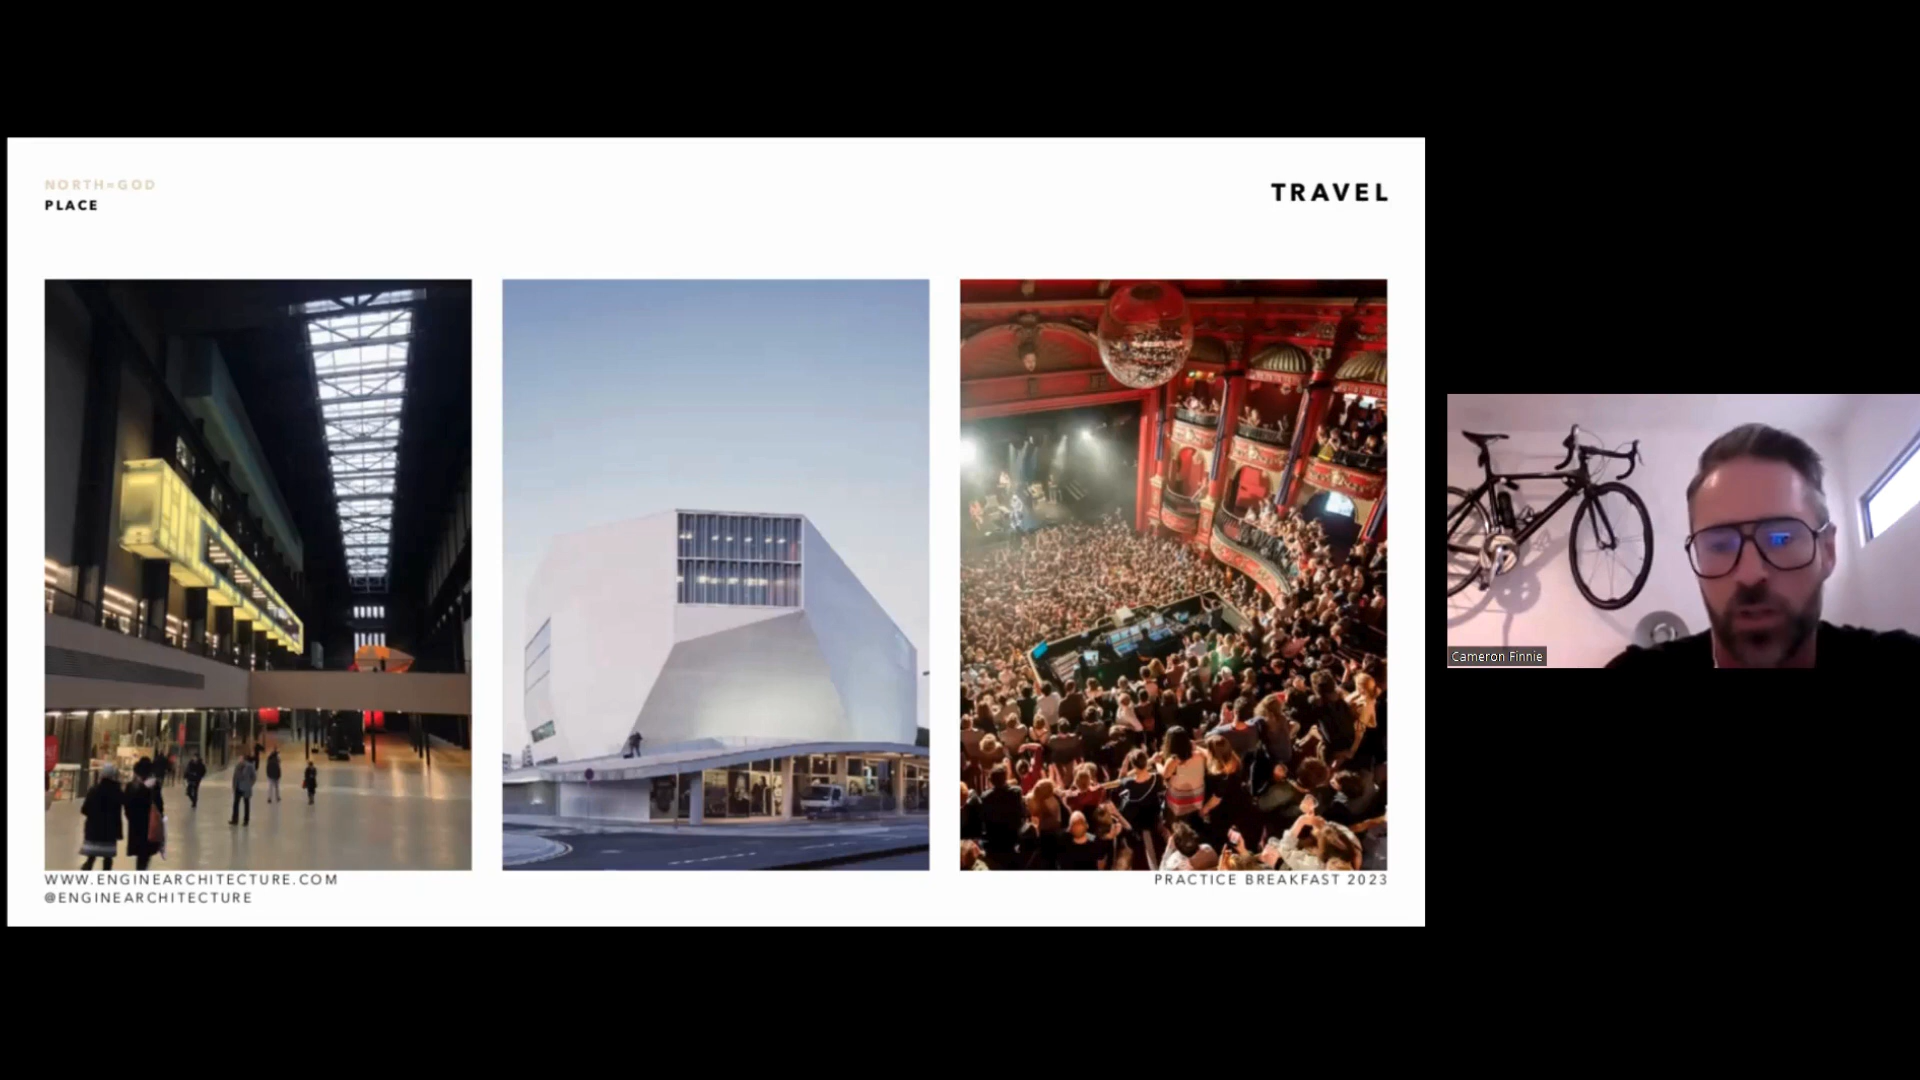 NORTH=GOD
PLACE
TRAVEL
WWW.ENGINEARCHITECTURE.COM
@ENGINEARCHITECTURE
PRACTICE BREAKFAST 2023
Cameron Finnie